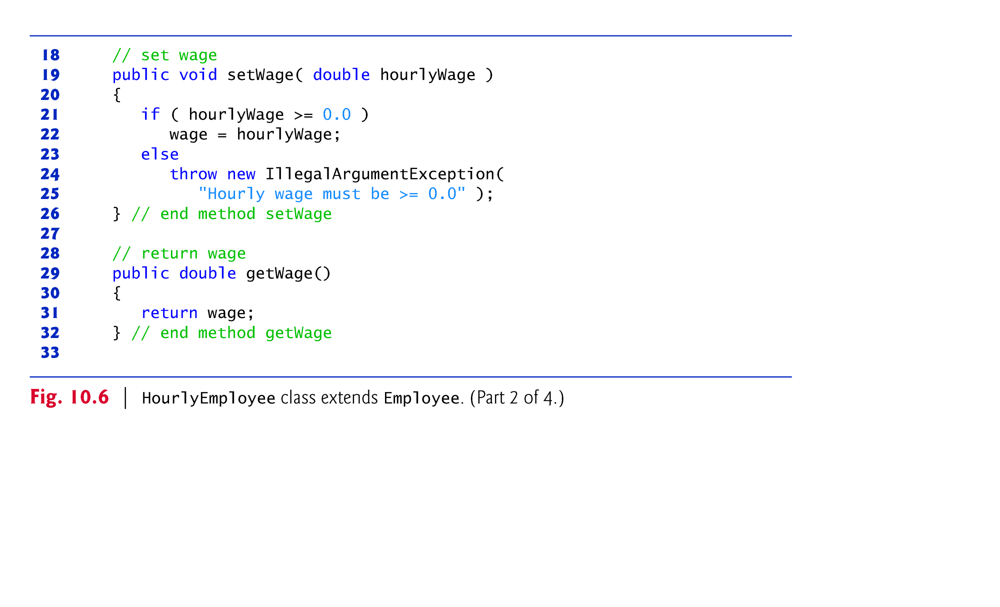 18 // set wage
19 public void setWage( double hourlyWage )
20 {
21 if ( hourlyWage >= 0.0 )
22 wage = hourlyWage;
23 else
24 throw new IllegalArgumentException(
25 "Hourly wage must be >= 0.0" );
26 } // end method setWage
27
28 // return wage
29 public double getWage()
30 {
31 return wage;
32 } // end method getWage
33
Fig. 10.6 | HourlyEmployee class extends Employee. (Part 2 of 4.)